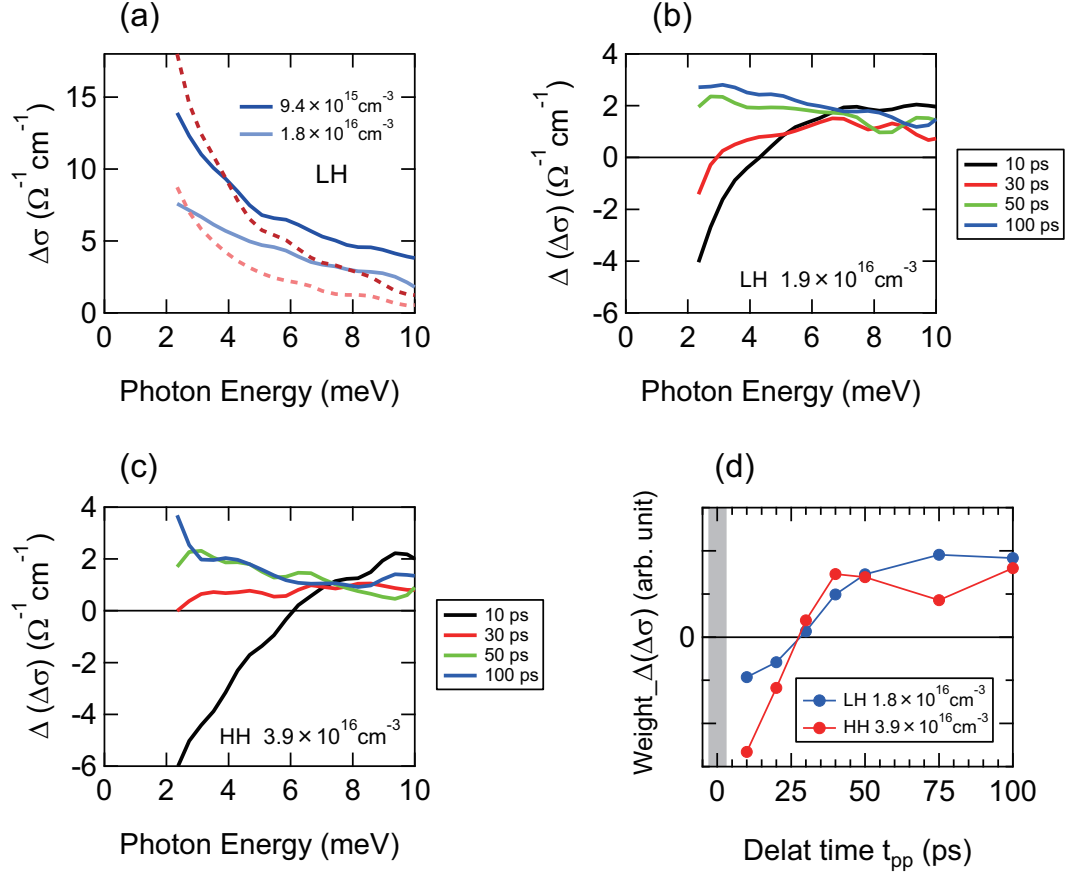 (a)
Δσ (Ω⁻¹ cm⁻¹)
15
10
5
0
9.4×10¹⁵cm⁻³
1.8×10¹⁶cm⁻³
LH
0 2 4 6 8 10
Photon Energy (meV)
(b)
Δ (Δσ) (Ω⁻¹ cm⁻¹)
4
2
0
-2
-4
-6
LH 1.9×10¹⁶cm⁻³
0 2 4 6 8 10
Photon Energy (meV)
10 ps
30 ps
50 ps
100 ps
(c)
Δ (Δσ) (Ω⁻¹ cm⁻¹)
4
2
0
-2
-4
-6
HH 3.9×10¹⁶cm⁻³
0 2 4 6 8 10
Photon Energy (meV)
10 ps
30 ps
50 ps
100 ps
(d)
Weight_Δ(Δσ) (arb. unit)
0
LH 1.8×10¹⁶cm⁻³
HH 3.9×10¹⁶cm⁻³
0 25 50 75 100
Delat time tₚₚ (ps)